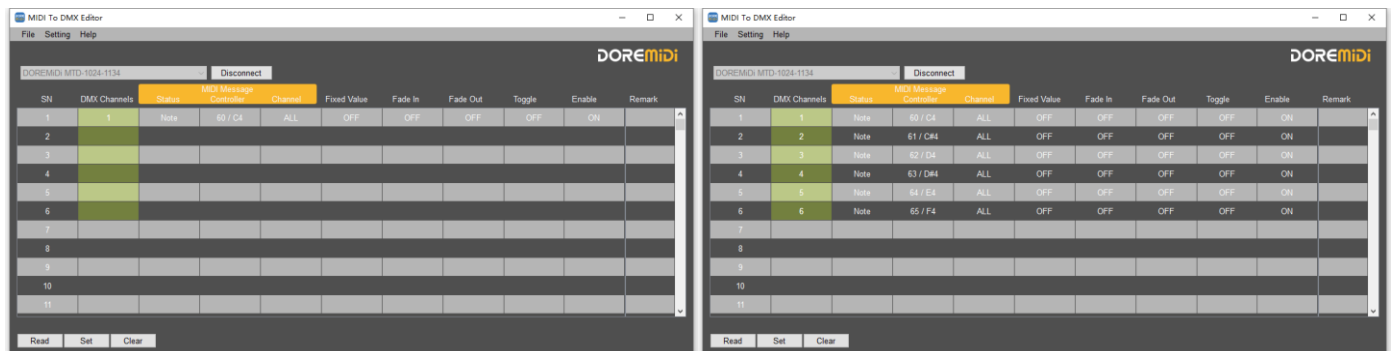 MIDI To DMX Editor
File Setting Help
DOREMiDi
DOREMiDi MTD-1024-1134 Disconnect
MIDI Message
SN DMX Channels Status Controller Channel Fixed Value Fade In Fade Out Toggle Enable Remark
1 1 Note 60 / C4 ALL OFF OFF OFF OFF ON
2
3
4
5
6
7
8
9
10
11
Read Set Clear
MIDI To DMX Editor
File Setting Help
DOREMiDi
DOREMiDi MTD-1024-1134 Disconnect
MIDI Message
SN DMX Channels Status Controller Channel Fixed Value Fade In Fade Out Toggle Enable Remark
1 1 Note 60 / C4 ALL OFF OFF OFF OFF ON
2 2 Note 61 / C#4 ALL OFF OFF OFF OFF ON
3 3 Note 62 / D4 ALL OFF OFF OFF OFF ON
4 4 Note 63 / D#4 ALL OFF OFF OFF OFF ON
5 5 Note 64 / E4 ALL OFF OFF OFF OFF ON
6 6 Note 65 / F4 ALL OFF OFF OFF OFF ON
7
8
9
10
11
Read Set Clear